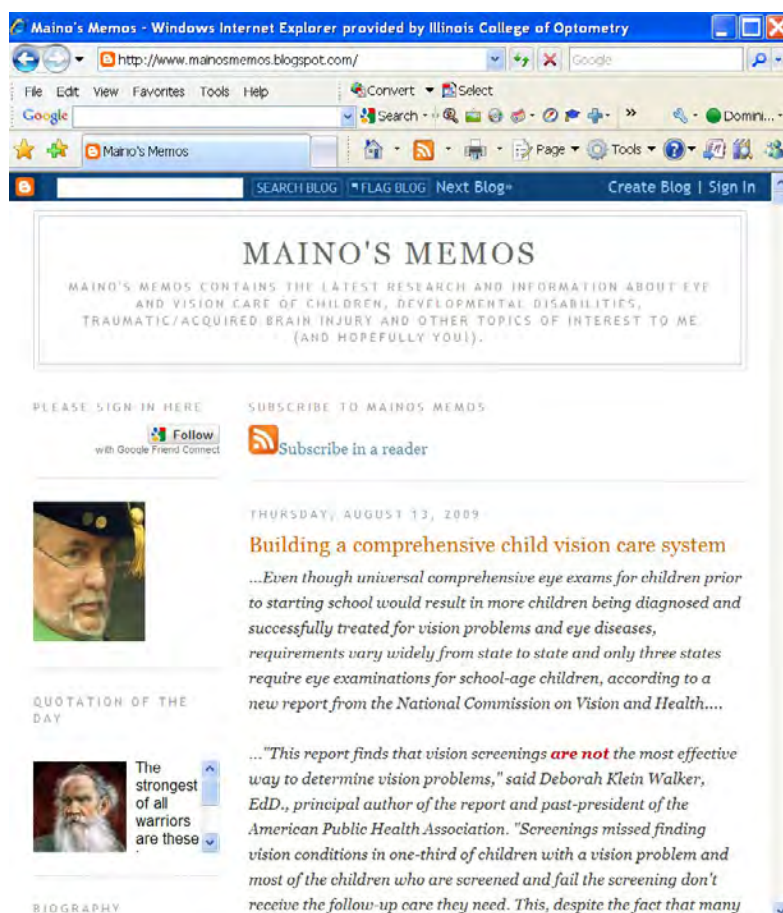 Maino's Memos - Windows Internet Explorer provided by Illinois College of Optometry
http://www.mainosmemos.blogspot.com/
Google
File Edit View Favorites Tools Help
Convert Select
Google
Search
Domini...
Maino's Memos
Page Tools
SEARCH BLOG FLAG BLOG Next Blog»
Create Blog | Sign In
MAINO'S MEMOS
MAINO'S MEMOS CONTAINS THE LATEST RESEARCH AND INFORMATION ABOUT EYE
AND VISION CARE OF CHILDREN, DEVELOPMENTAL DISABILITIES,
TRAUMATIC/ACQUIRED BRAIN INJURY AND OTHER TOPICS OF INTEREST TO ME
(AND HOPEFULLY YOU!).
PLEASE SIGN IN HERE
Follow
with Google Friend Connect
QUOTATION OF THE
DAY
The
strongest
of all
warriors
are these
BIOGRAPHY
SUBSCRIBE TO MAINOS MEMOS
Subscribe in a reader
THURSDAY, AUGUST 13, 2009
Building a comprehensive child vision care system
...Even though universal comprehensive eye exams for children prior
to starting school would result in more children being diagnosed and
successfully treated for vision problems and eye diseases,
requirements vary widely from state to state and only three states
require eye examinations for school-age children, according to a
new report from the National Commission on Vision and Health....
..."This report finds that vision screenings are not the most effective
way to determine vision problems," said Deborah Klein Walker,
EdD., principal author of the report and past-president of the
American Public Health Association. "Screenings missed finding
vision conditions in one-third of children with a vision problem and
most of the children who are screened and fail the screening don't
receive the follow-up care they need. This, despite the fact that many